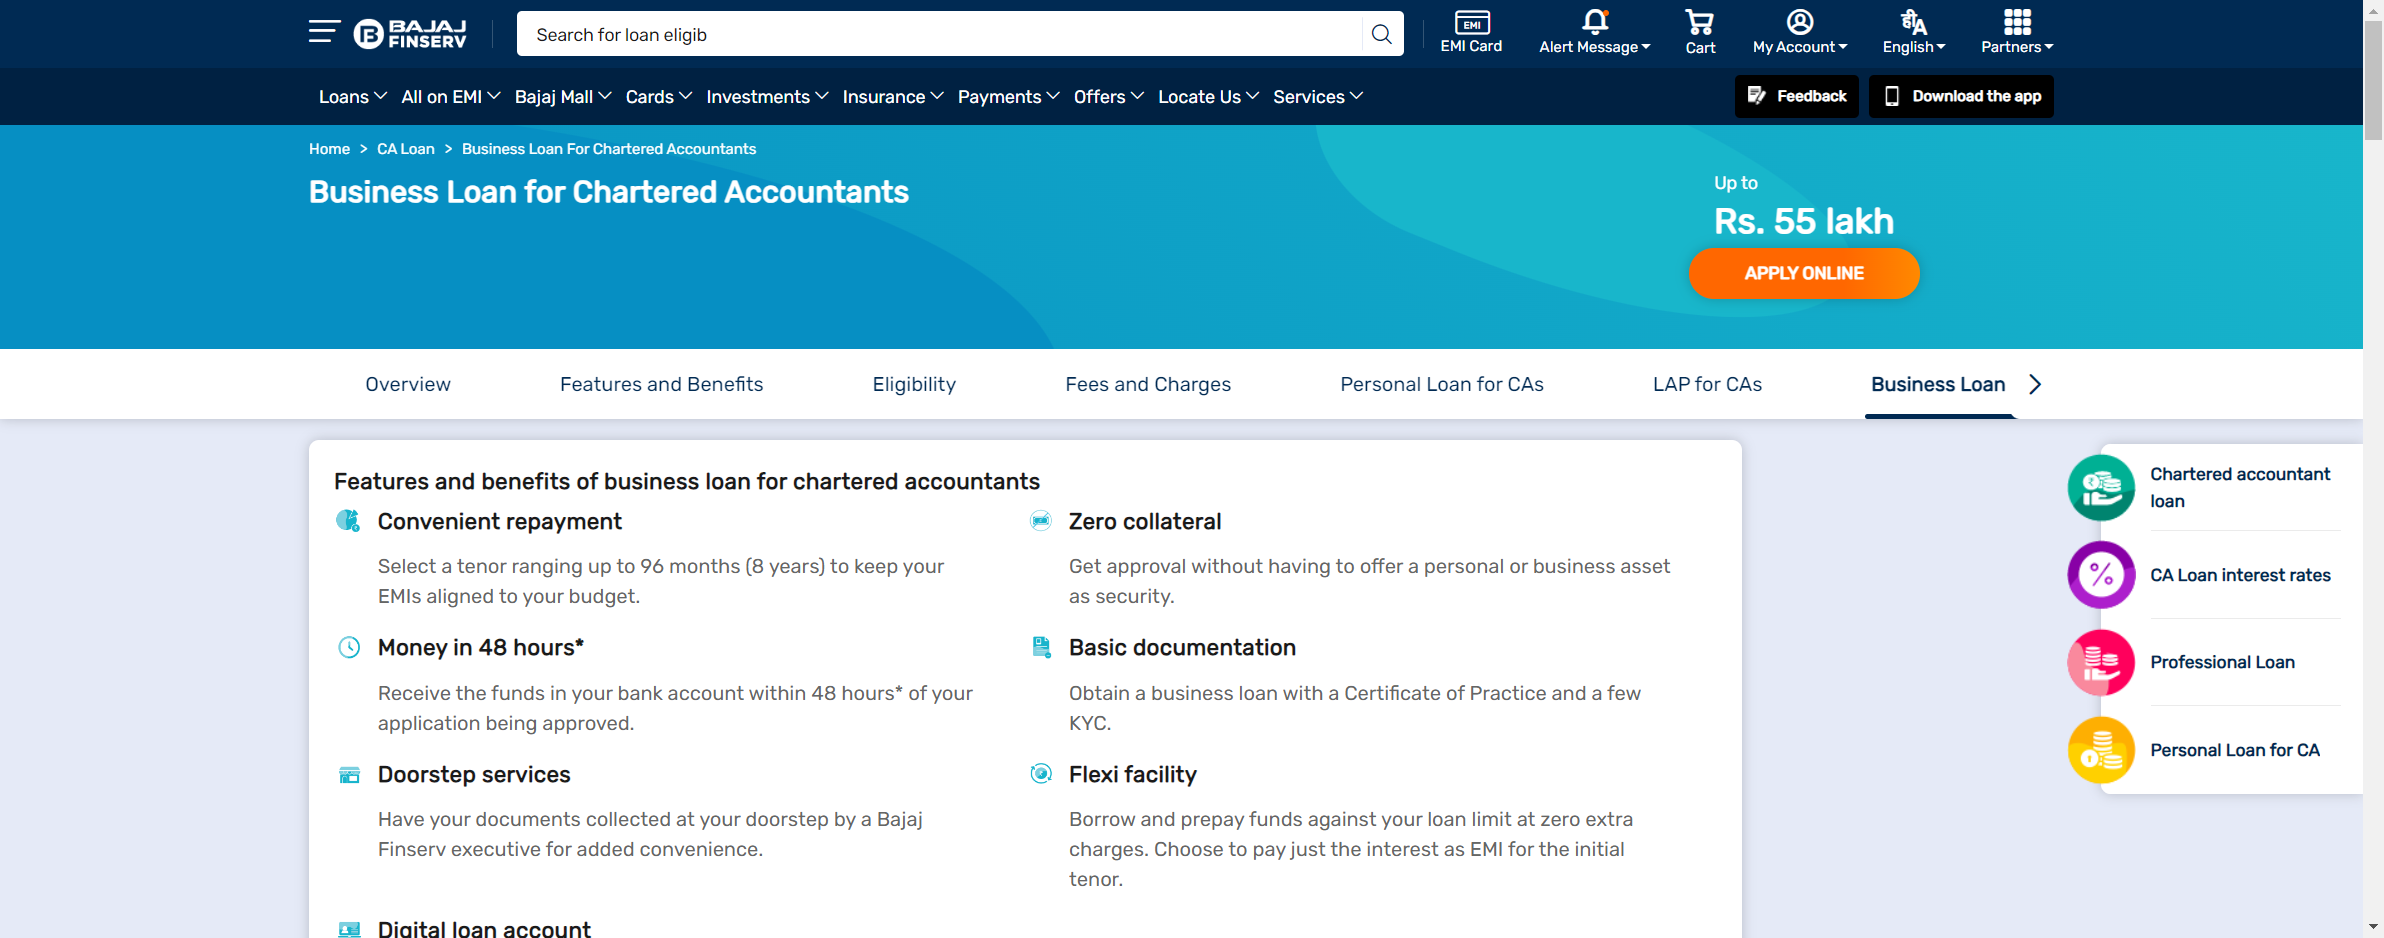 BAJAJ
FINSERV
Search for loan eligib
EMI
EMI Card
Alert Message
Cart
My Account
हीA
English
Partners
Loans All on EMI Bajaj Mall Cards Investments Insurance Payments Offers Locate Us Services
Feedback
Download the app
Home > CA Loan > Business Loan For Chartered Accountants
Business Loan for Chartered Accountants
Up to
Rs. 55 lakh
APPLY ONLINE
Overview Features and Benefits Eligibility Fees and Charges Personal Loan for CAs LAP for CAs Business Loan
Features and benefits of business loan for chartered accountants
Convenient repayment
Select a tenor ranging up to 96 months (8 years) to keep your
EMIs aligned to your budget.
Zero collateral
Get approval without having to offer a personal or business asset
as security.
Money in 48 hours*
Receive the funds in your bank account within 48 hours* of your
application being approved.
Basic documentation
Obtain a business loan with a Certificate of Practice and a few
KYC.
Doorstep services
Have your documents collected at your doorstep by a Bajaj
Finserv executive for added convenience.
Flexi facility
Borrow and prepay funds against your loan limit at zero extra
charges. Choose to pay just the interest as EMI for the initial
tenor.
Digital loan account
Chartered accountant
loan
CA Loan interest rates
Professional Loan
Personal Loan for CA